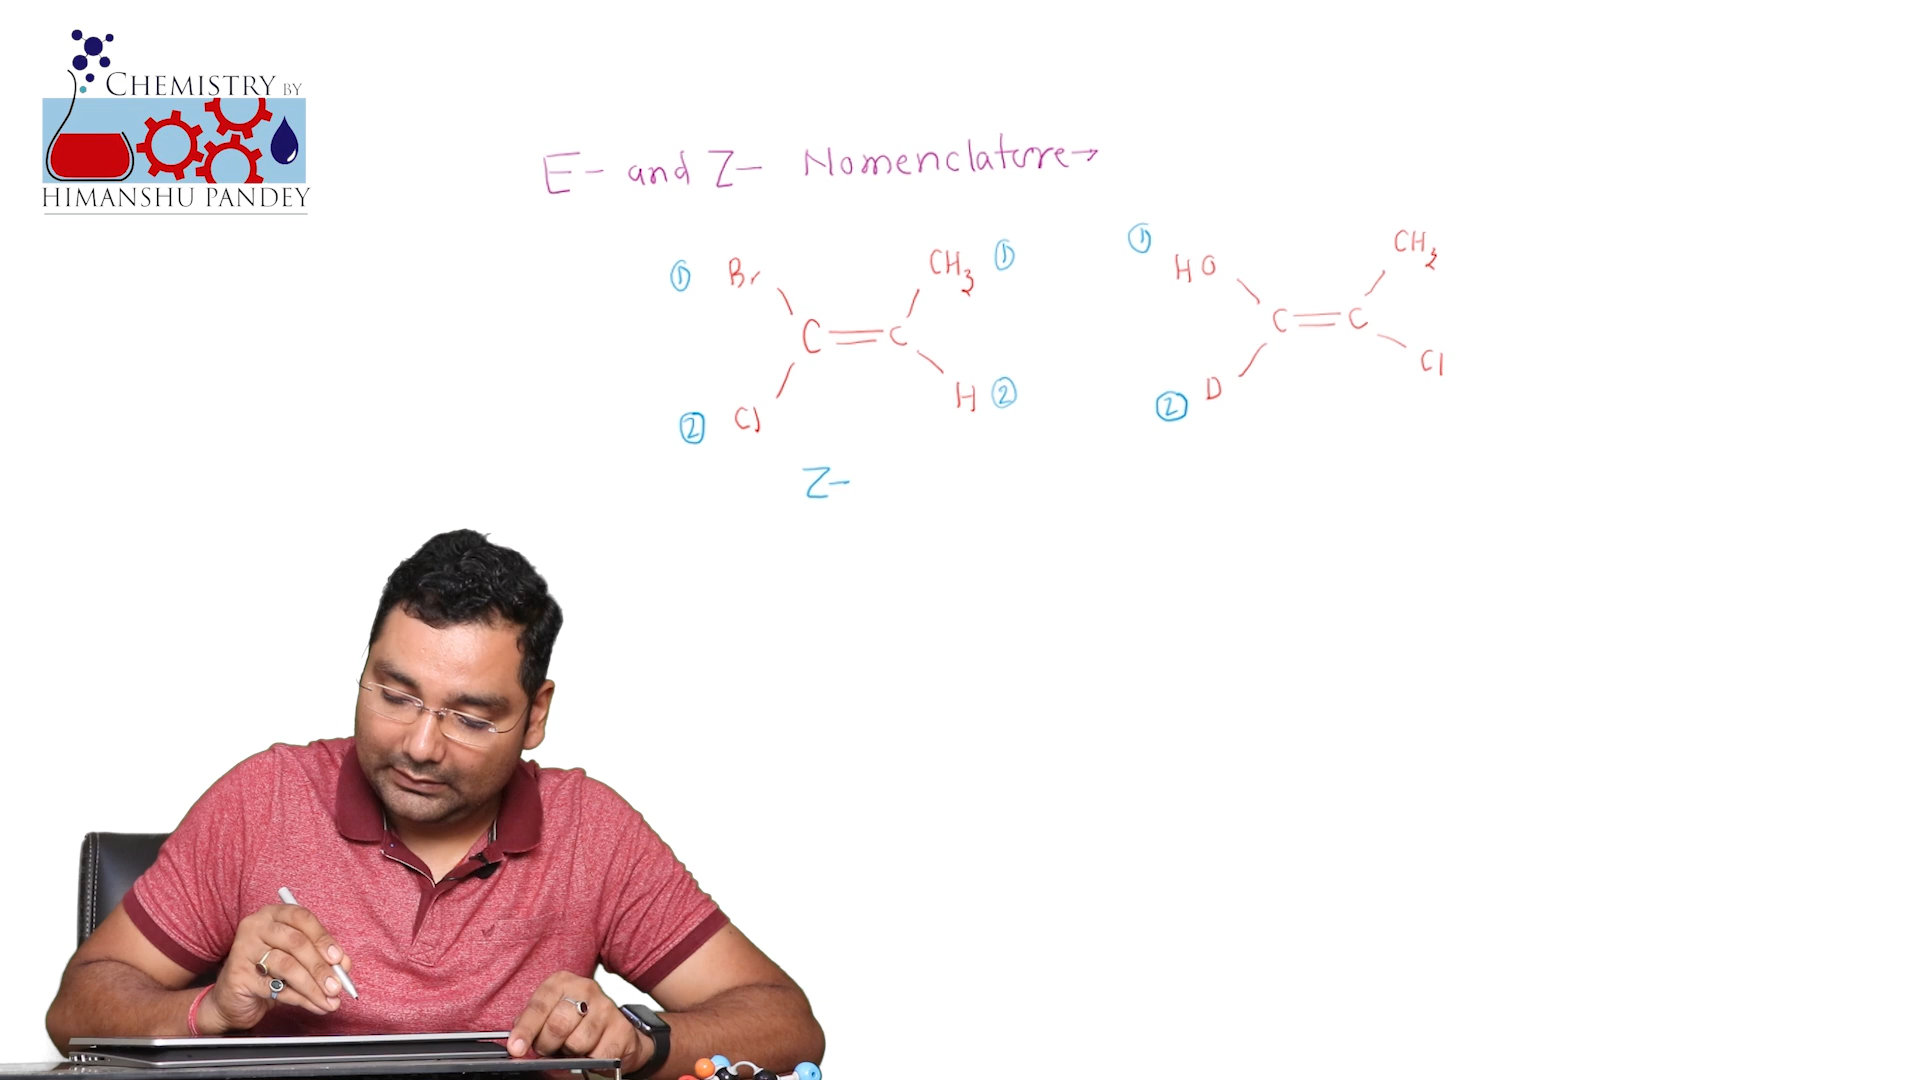 CHEMISTRY BY
HIMANSHU PANDEY
E- and Z- Nomenclature→
① Br CH3 ①
C = C
② Cl H ②
Z-
① HO CH3
C = C
② D Cl